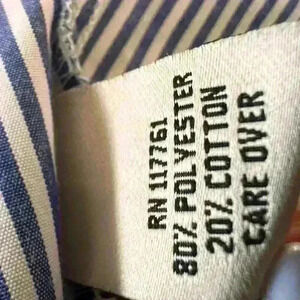 RN 117761
80% POLYESTER
20% COTTON
CARE OVER